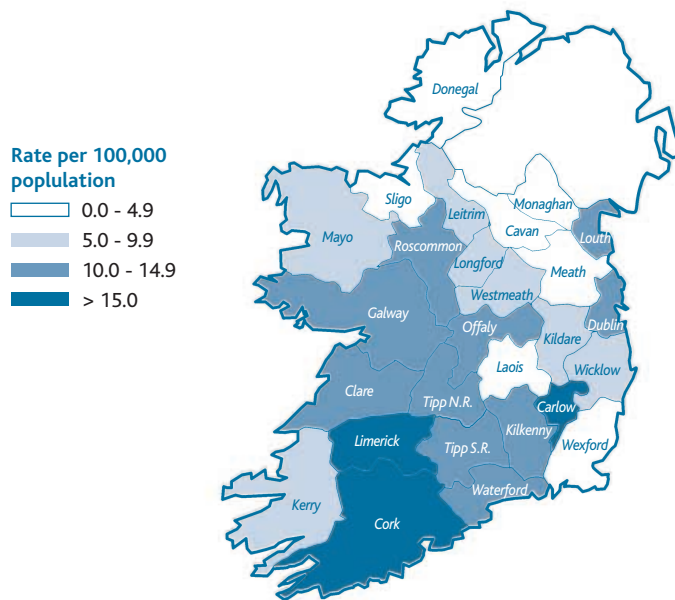 Rate per 100,000
poplulation
0.0 - 4.9
5.0 - 9.9
10.0 - 14.9
> 15.0
Donegal
Monaghan
Sligo
Leitrim
Cavan
Louth
Mayo
Roscommon
Longford
Meath
Westmeath
Galway
Offaly
Dublin
Kildare
Laois
Wicklow
Clare
Tipp N.R.
Carlow
Kilkenny
Limerick
Tipp S.R.
Wexford
Waterford
Kerry
Cork